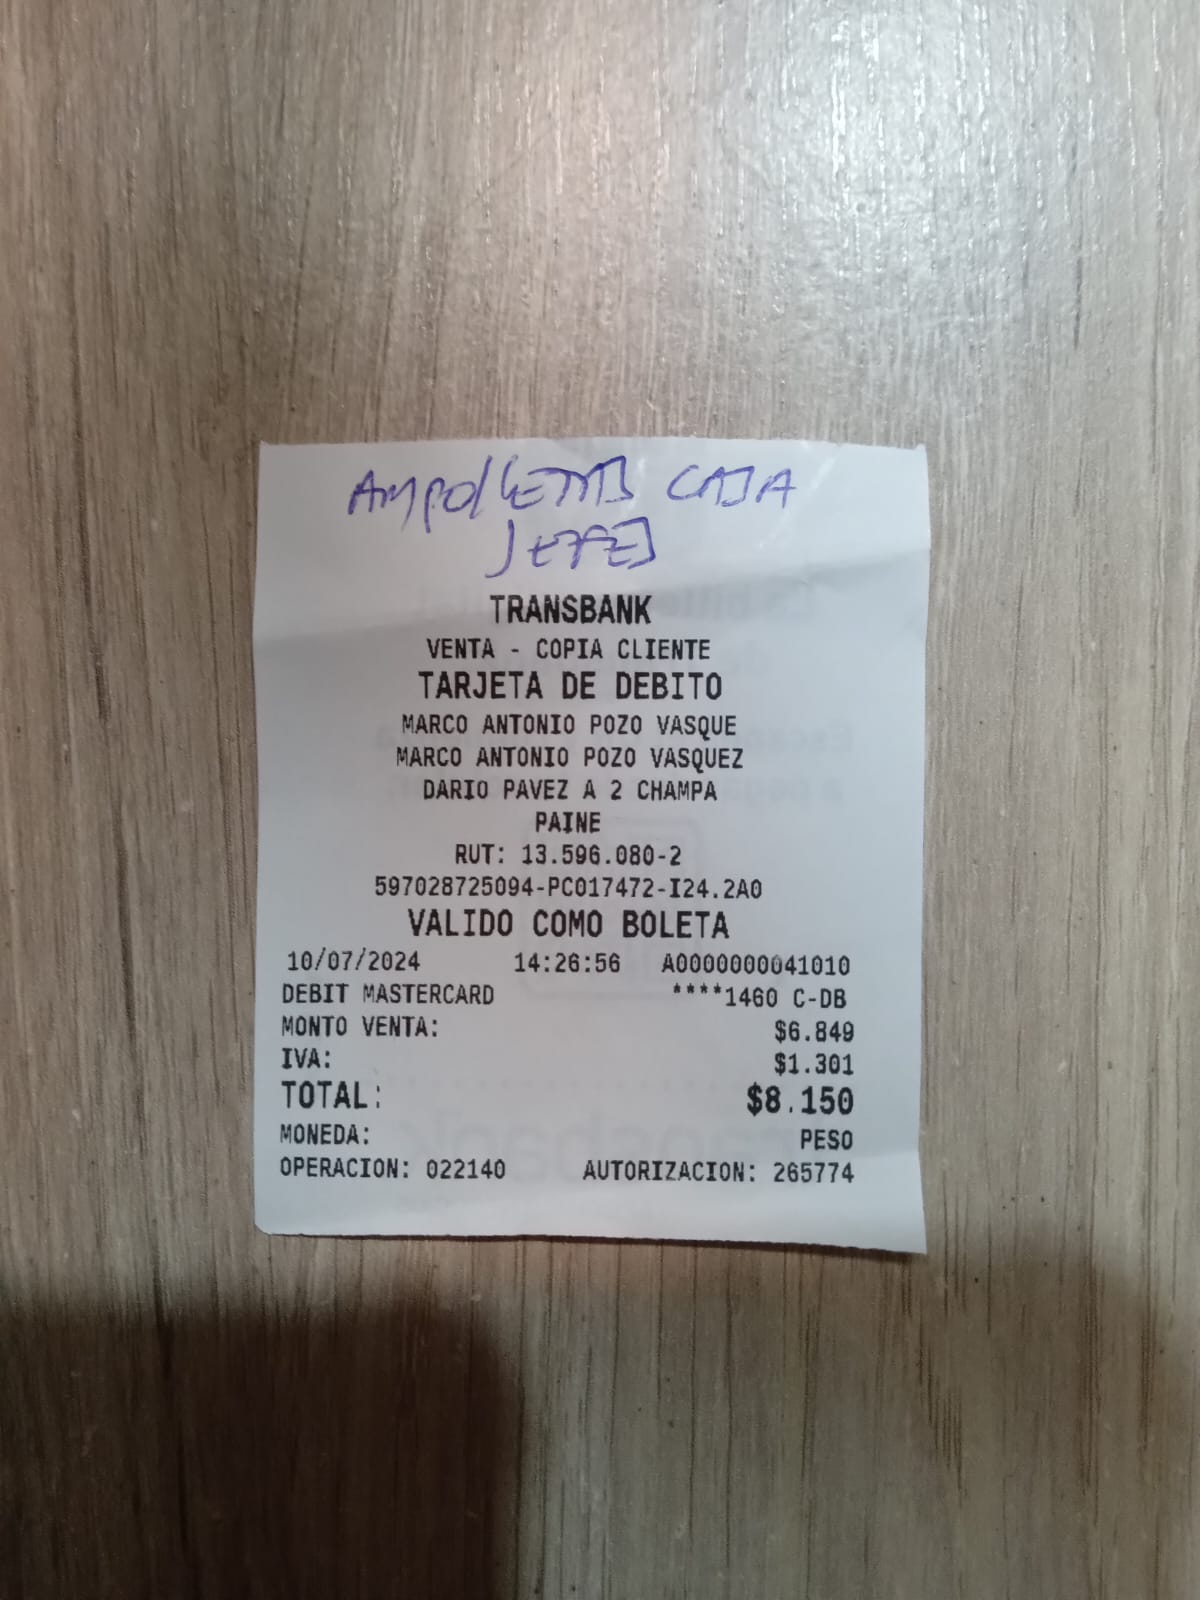 AMPOLLETAS CASA
JEFES
TRANSBANK
VENTA - COPIA CLIENTE
TARJETA DE DEBITO
MARCO ANTONIO POZO VASQUE
MARCO ANTONIO POZO VASQUEZ
DARIO PAVEZ A 2 CHAMPA
PAINE
RUT: 13.596.080-2
597028725094-PC017472-I24.2A0
VALIDO COMO BOLETA
10/07/2024 14:26:56 A0000000041010
DEBIT MASTERCARD ****1460 C-DB
MONTO VENTA: $6.849
IVA: $1.301
TOTAL: $8.150
MONEDA: PESO
OPERACION: 022140 AUTORIZACION: 265774